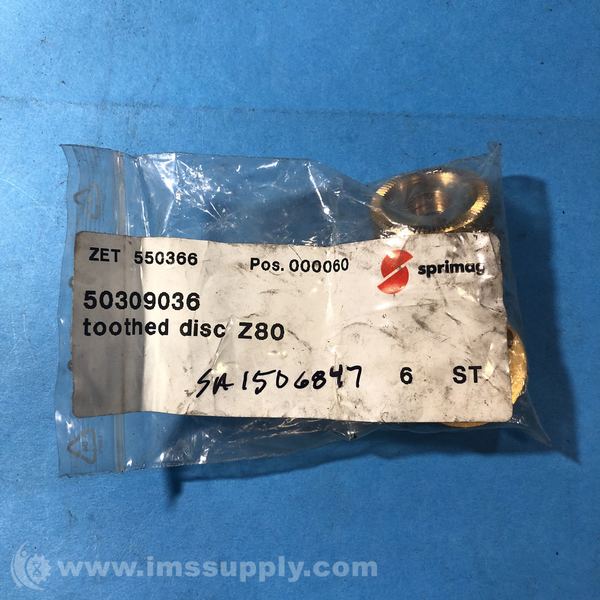 ZET 550366 Pos. 000060 sprimag
50309036
toothed disc Z80
SA1506847 6 ST
www.imssupply.com